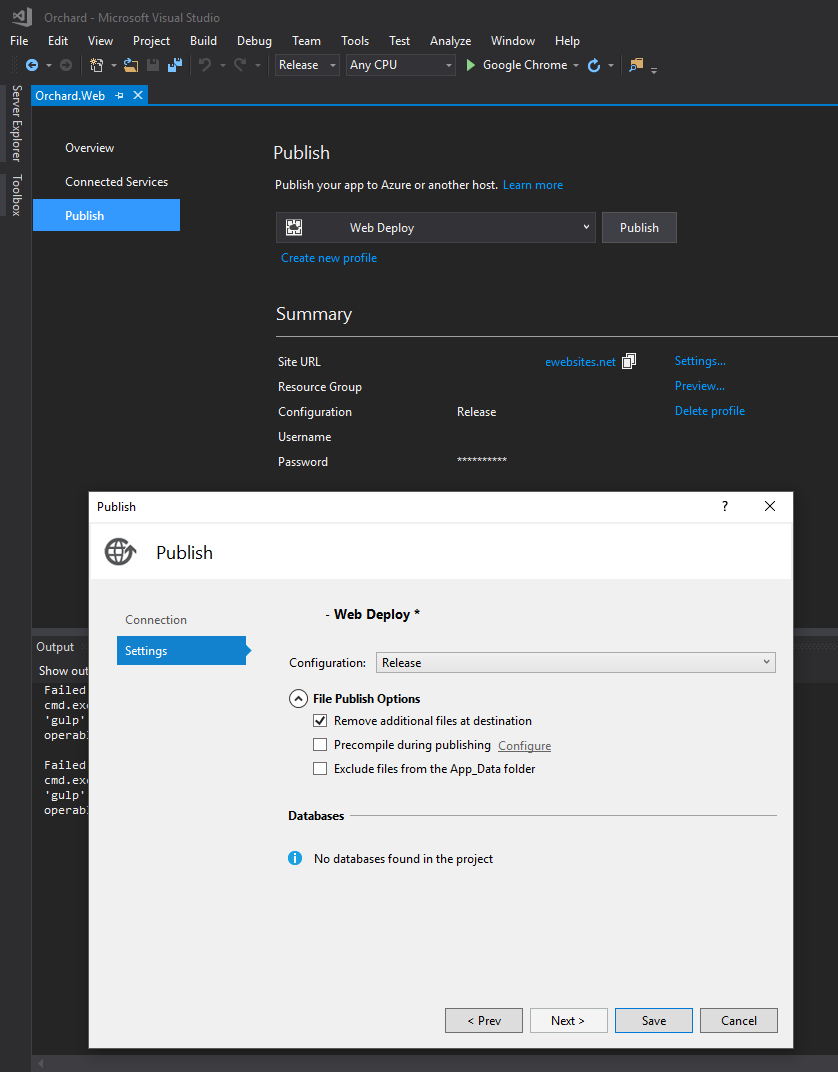 Orchard - Microsoft Visual Studio
File Edit View Project Build Debug Team Tools Test Analyze Window Help
Release Any CPU Google Chrome
Server Explorer
Toolbox
Orchard.Web
Overview
Connected Services
Publish
Publish
Publish your app to Azure or another host. Learn more
Web Deploy Publish
Create new profile
Summary
Site URL ewebsites.net Settings...
Resource Group Preview...
Configuration Release Delete profile
Username
Password **********
Output
Show out
Failed
cmd.exe
'gulp'
operabl
Failed
cmd.exe
'gulp'
operabl
Publish ?
Publish
Connection
Settings
- Web Deploy *
Configuration: Release
File Publish Options
Remove additional files at destination
Precompile during publishing Configure
Exclude files from the App_Data folder
Databases
No databases found in the project
< Prev Next > Save Cancel